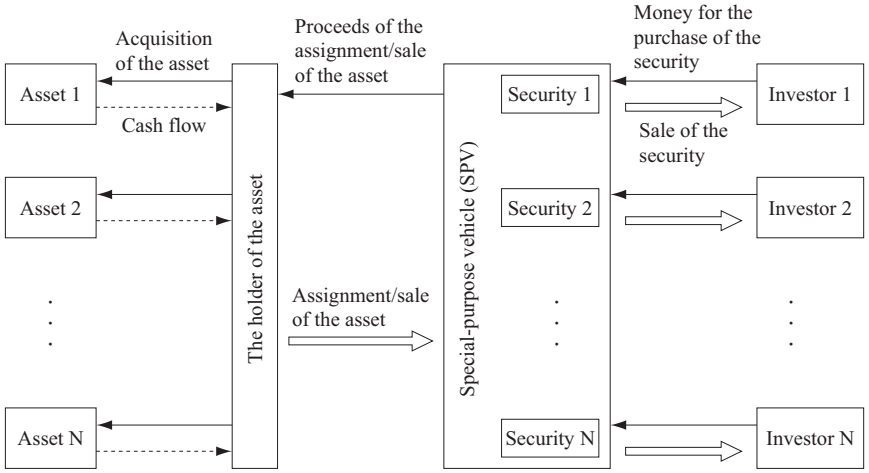 Acquisition
of the asset
Proceeds of the
assignment/sale
of the asset
Money for the
purchase of the
security
Asset 1
Cash flow
Security 1
Investor 1
Sale of the
security
Asset 2
Security 2
Investor 2
The holder of the asset
Assignment/sale
of the asset
Special-purpose vehicle (SPV)
Asset N
Security N
Investor N